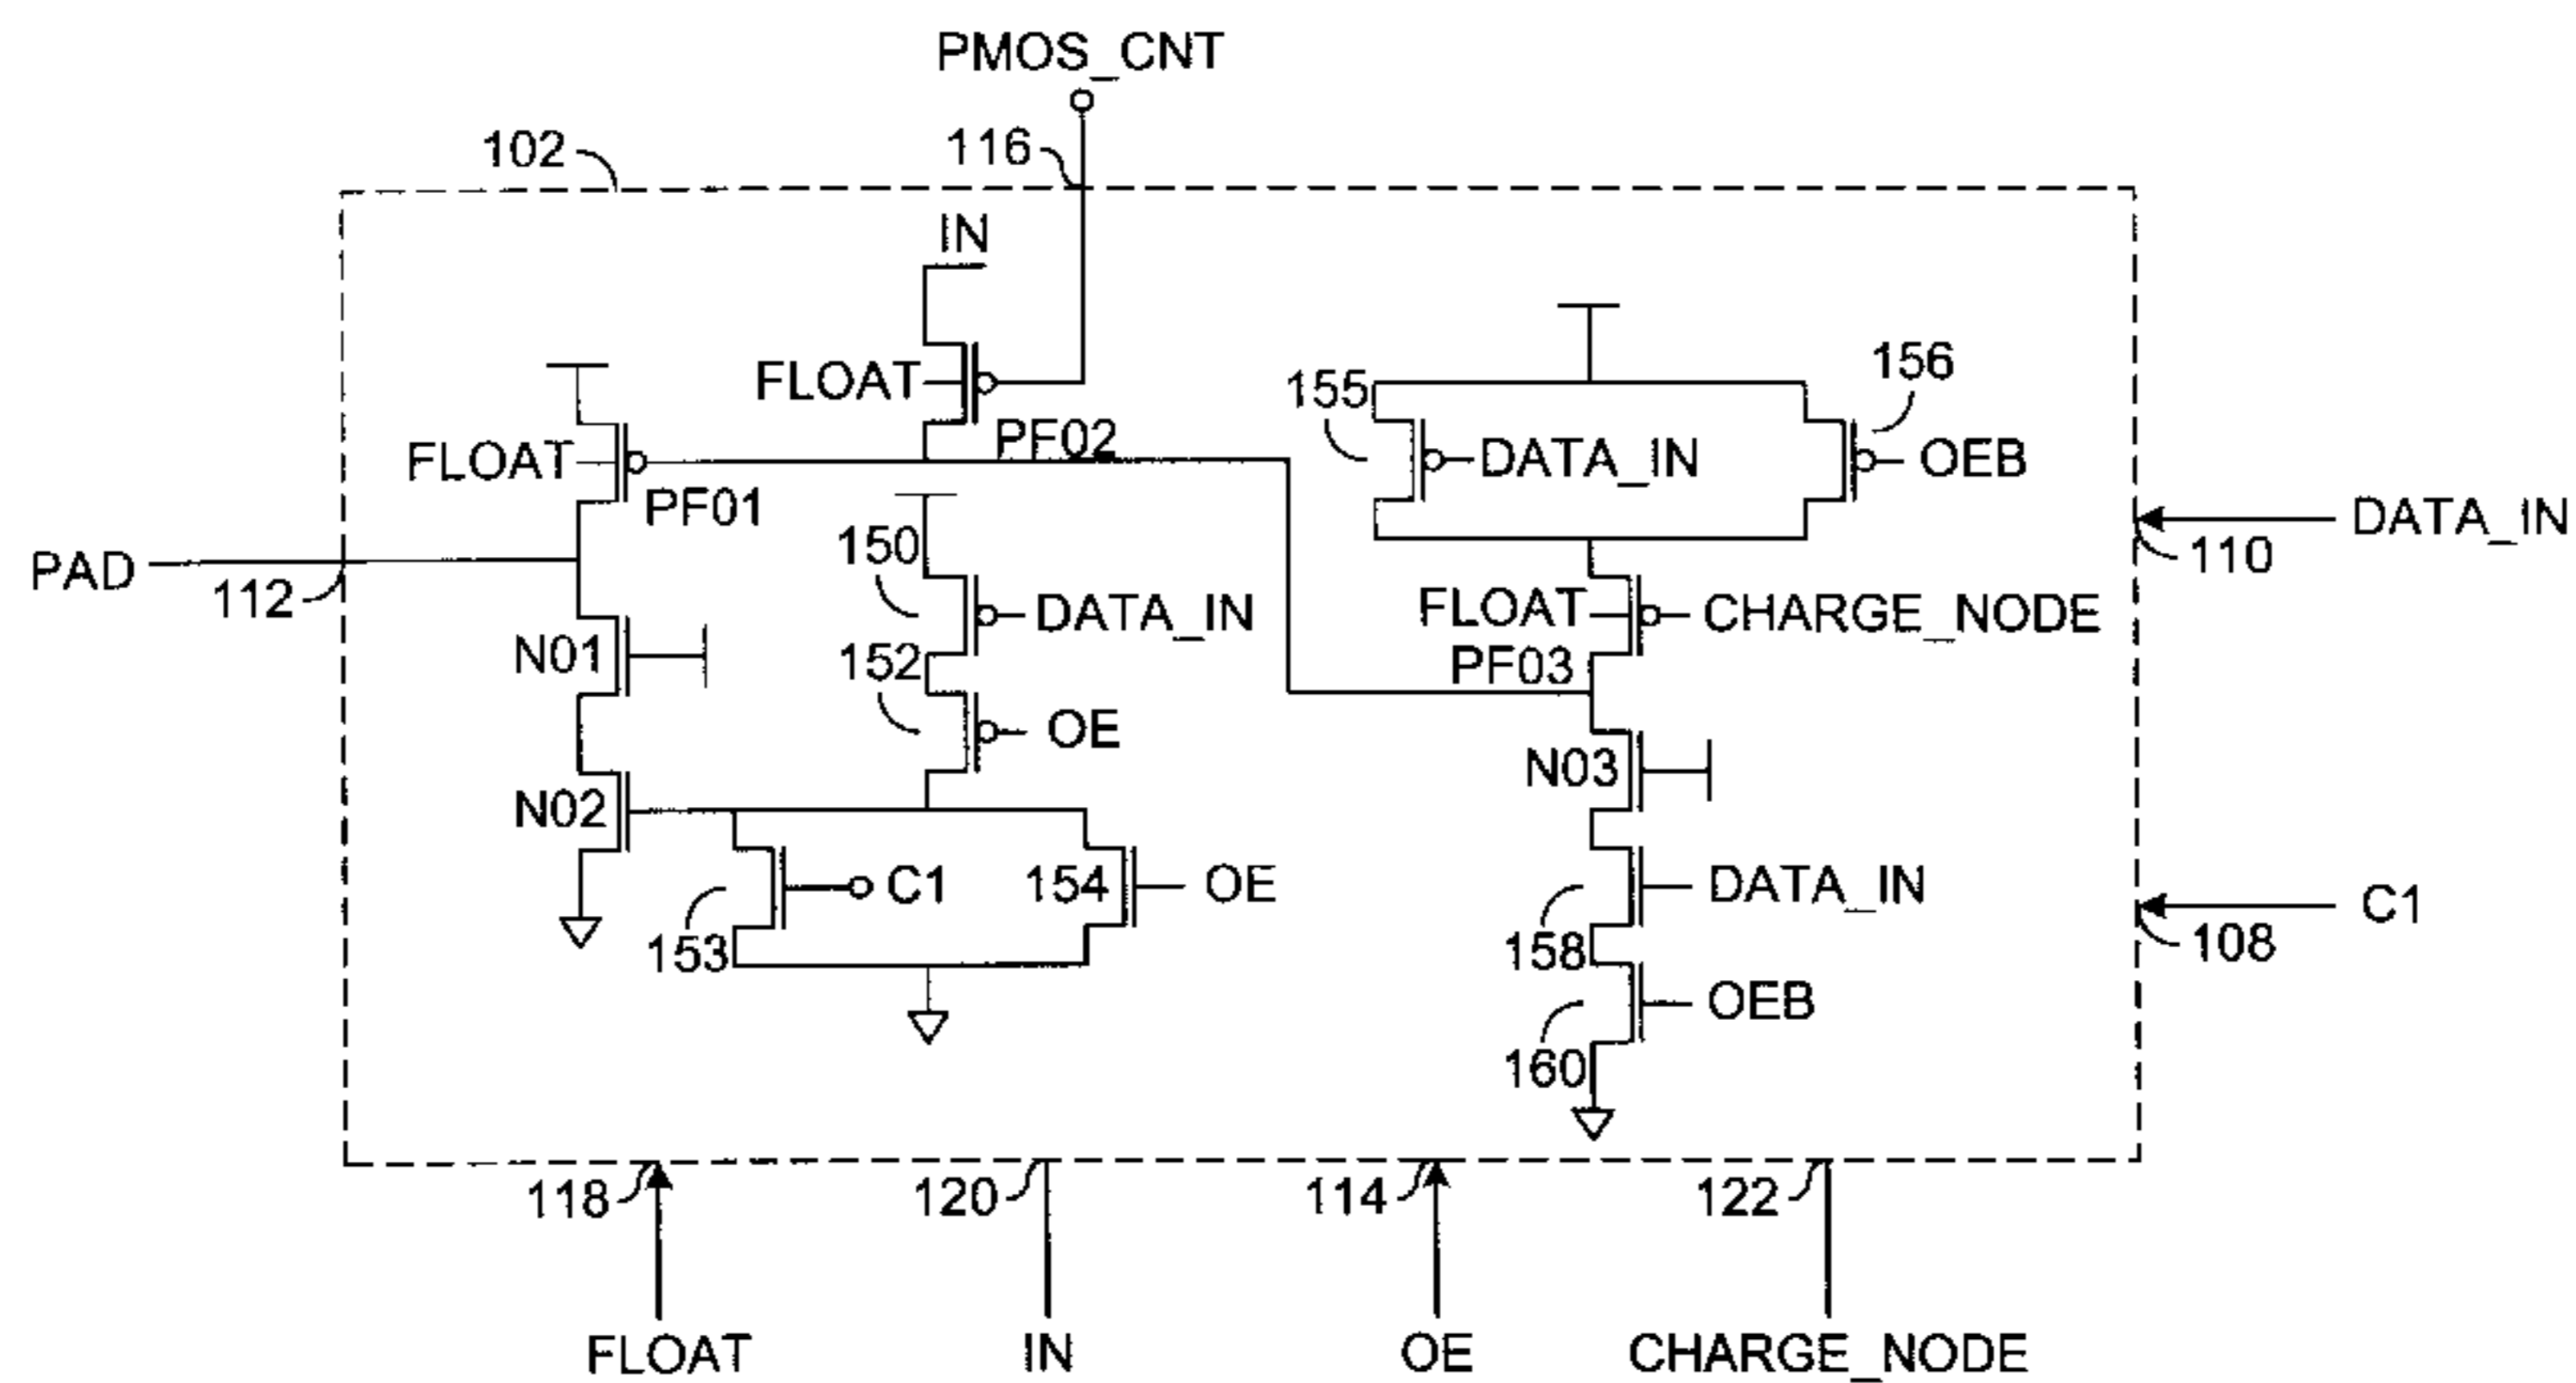 PMOS_CNT
102
116
IN
FLOAT
PF02
155
156
DATA_IN
OEB
FLOAT
PF01
150
DATA_IN
DATA_IN
110
PAD
112
N01
152
OE
FLOAT
CHARGE_NODE
PF03
N03
N02
C1
154
OE
153
DATA_IN
158
C1
108
OEB
160
118
120
114
122
FLOAT
IN
OE
CHARGE_NODE